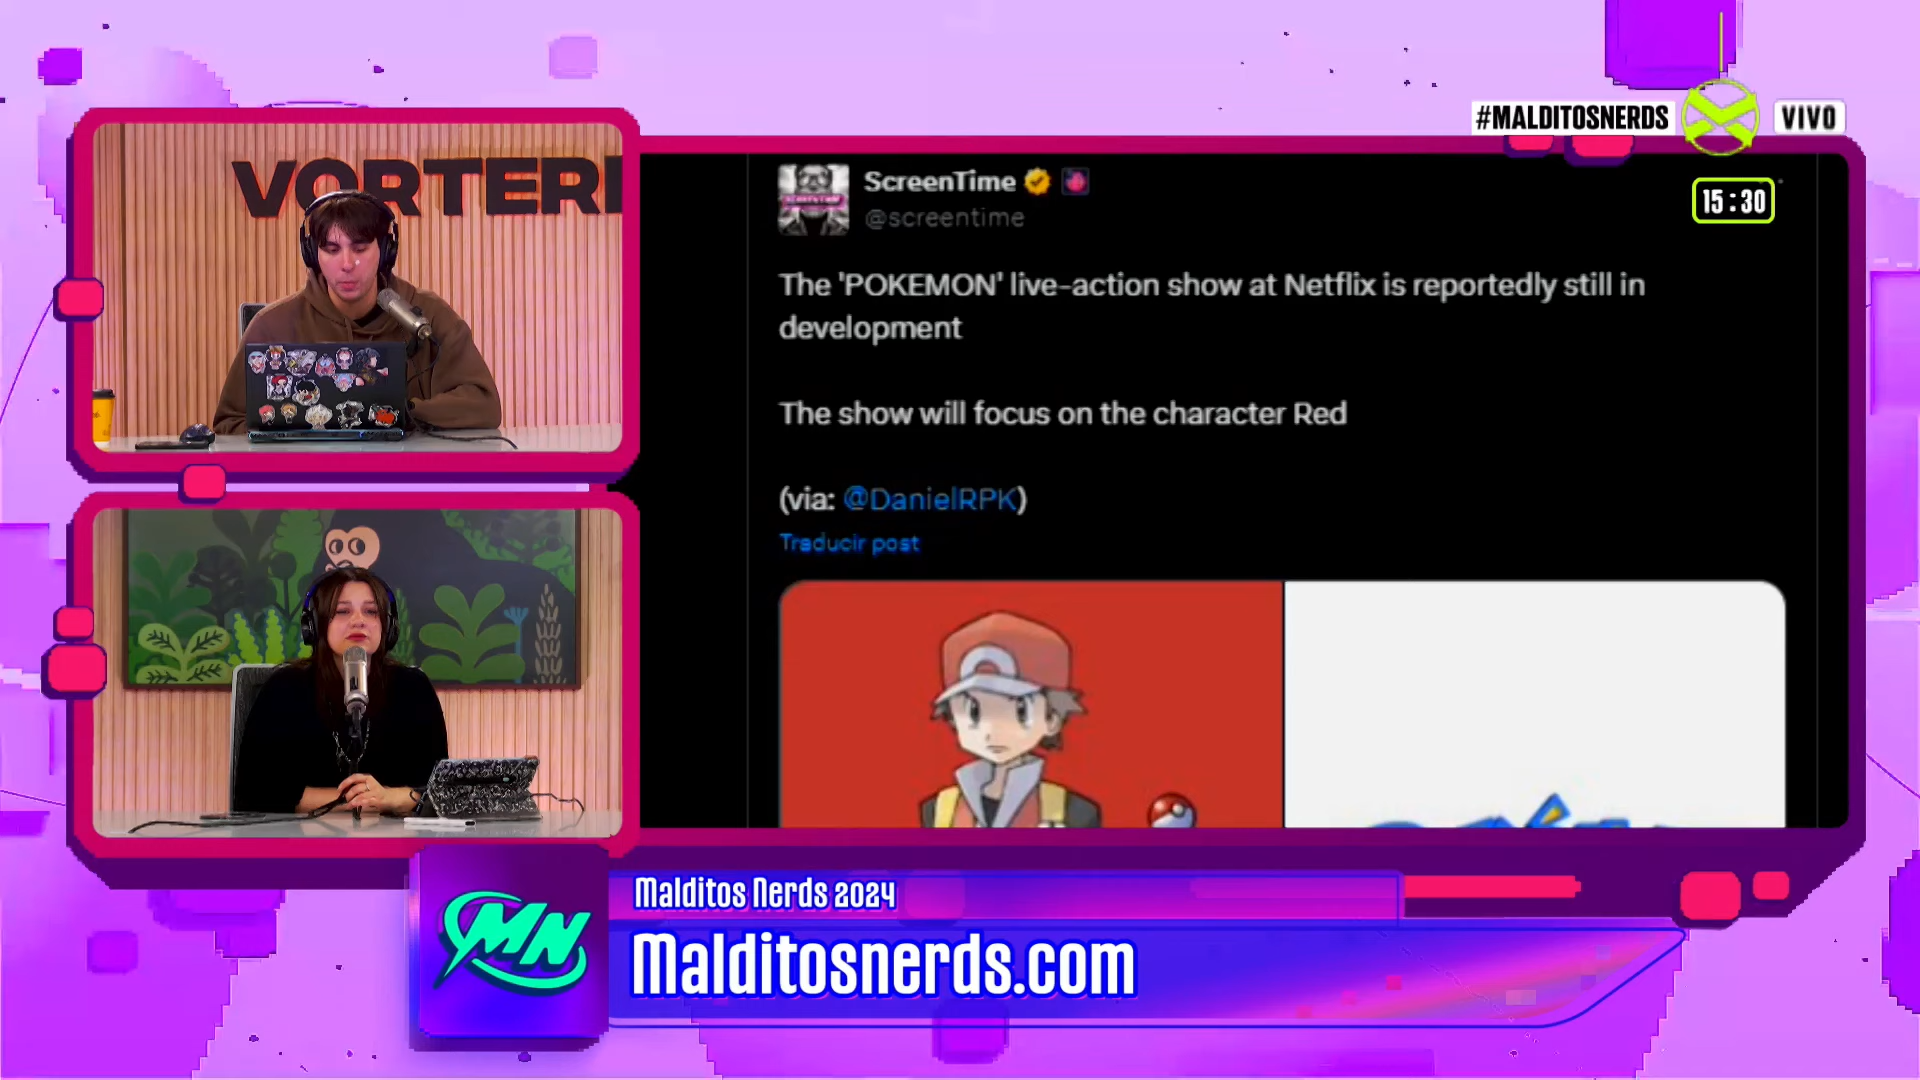 #MALDITOSNERDS
VIVO
15:30
VORTERI
ScreenTime
@screentime
The 'POKEMON' live-action show at Netflix is reportedly still in
development
The show will focus on the character Red
(via: @DanielRPK)
Traducir post
MN
Malditos Nerds 2024
Malditosnerds.com